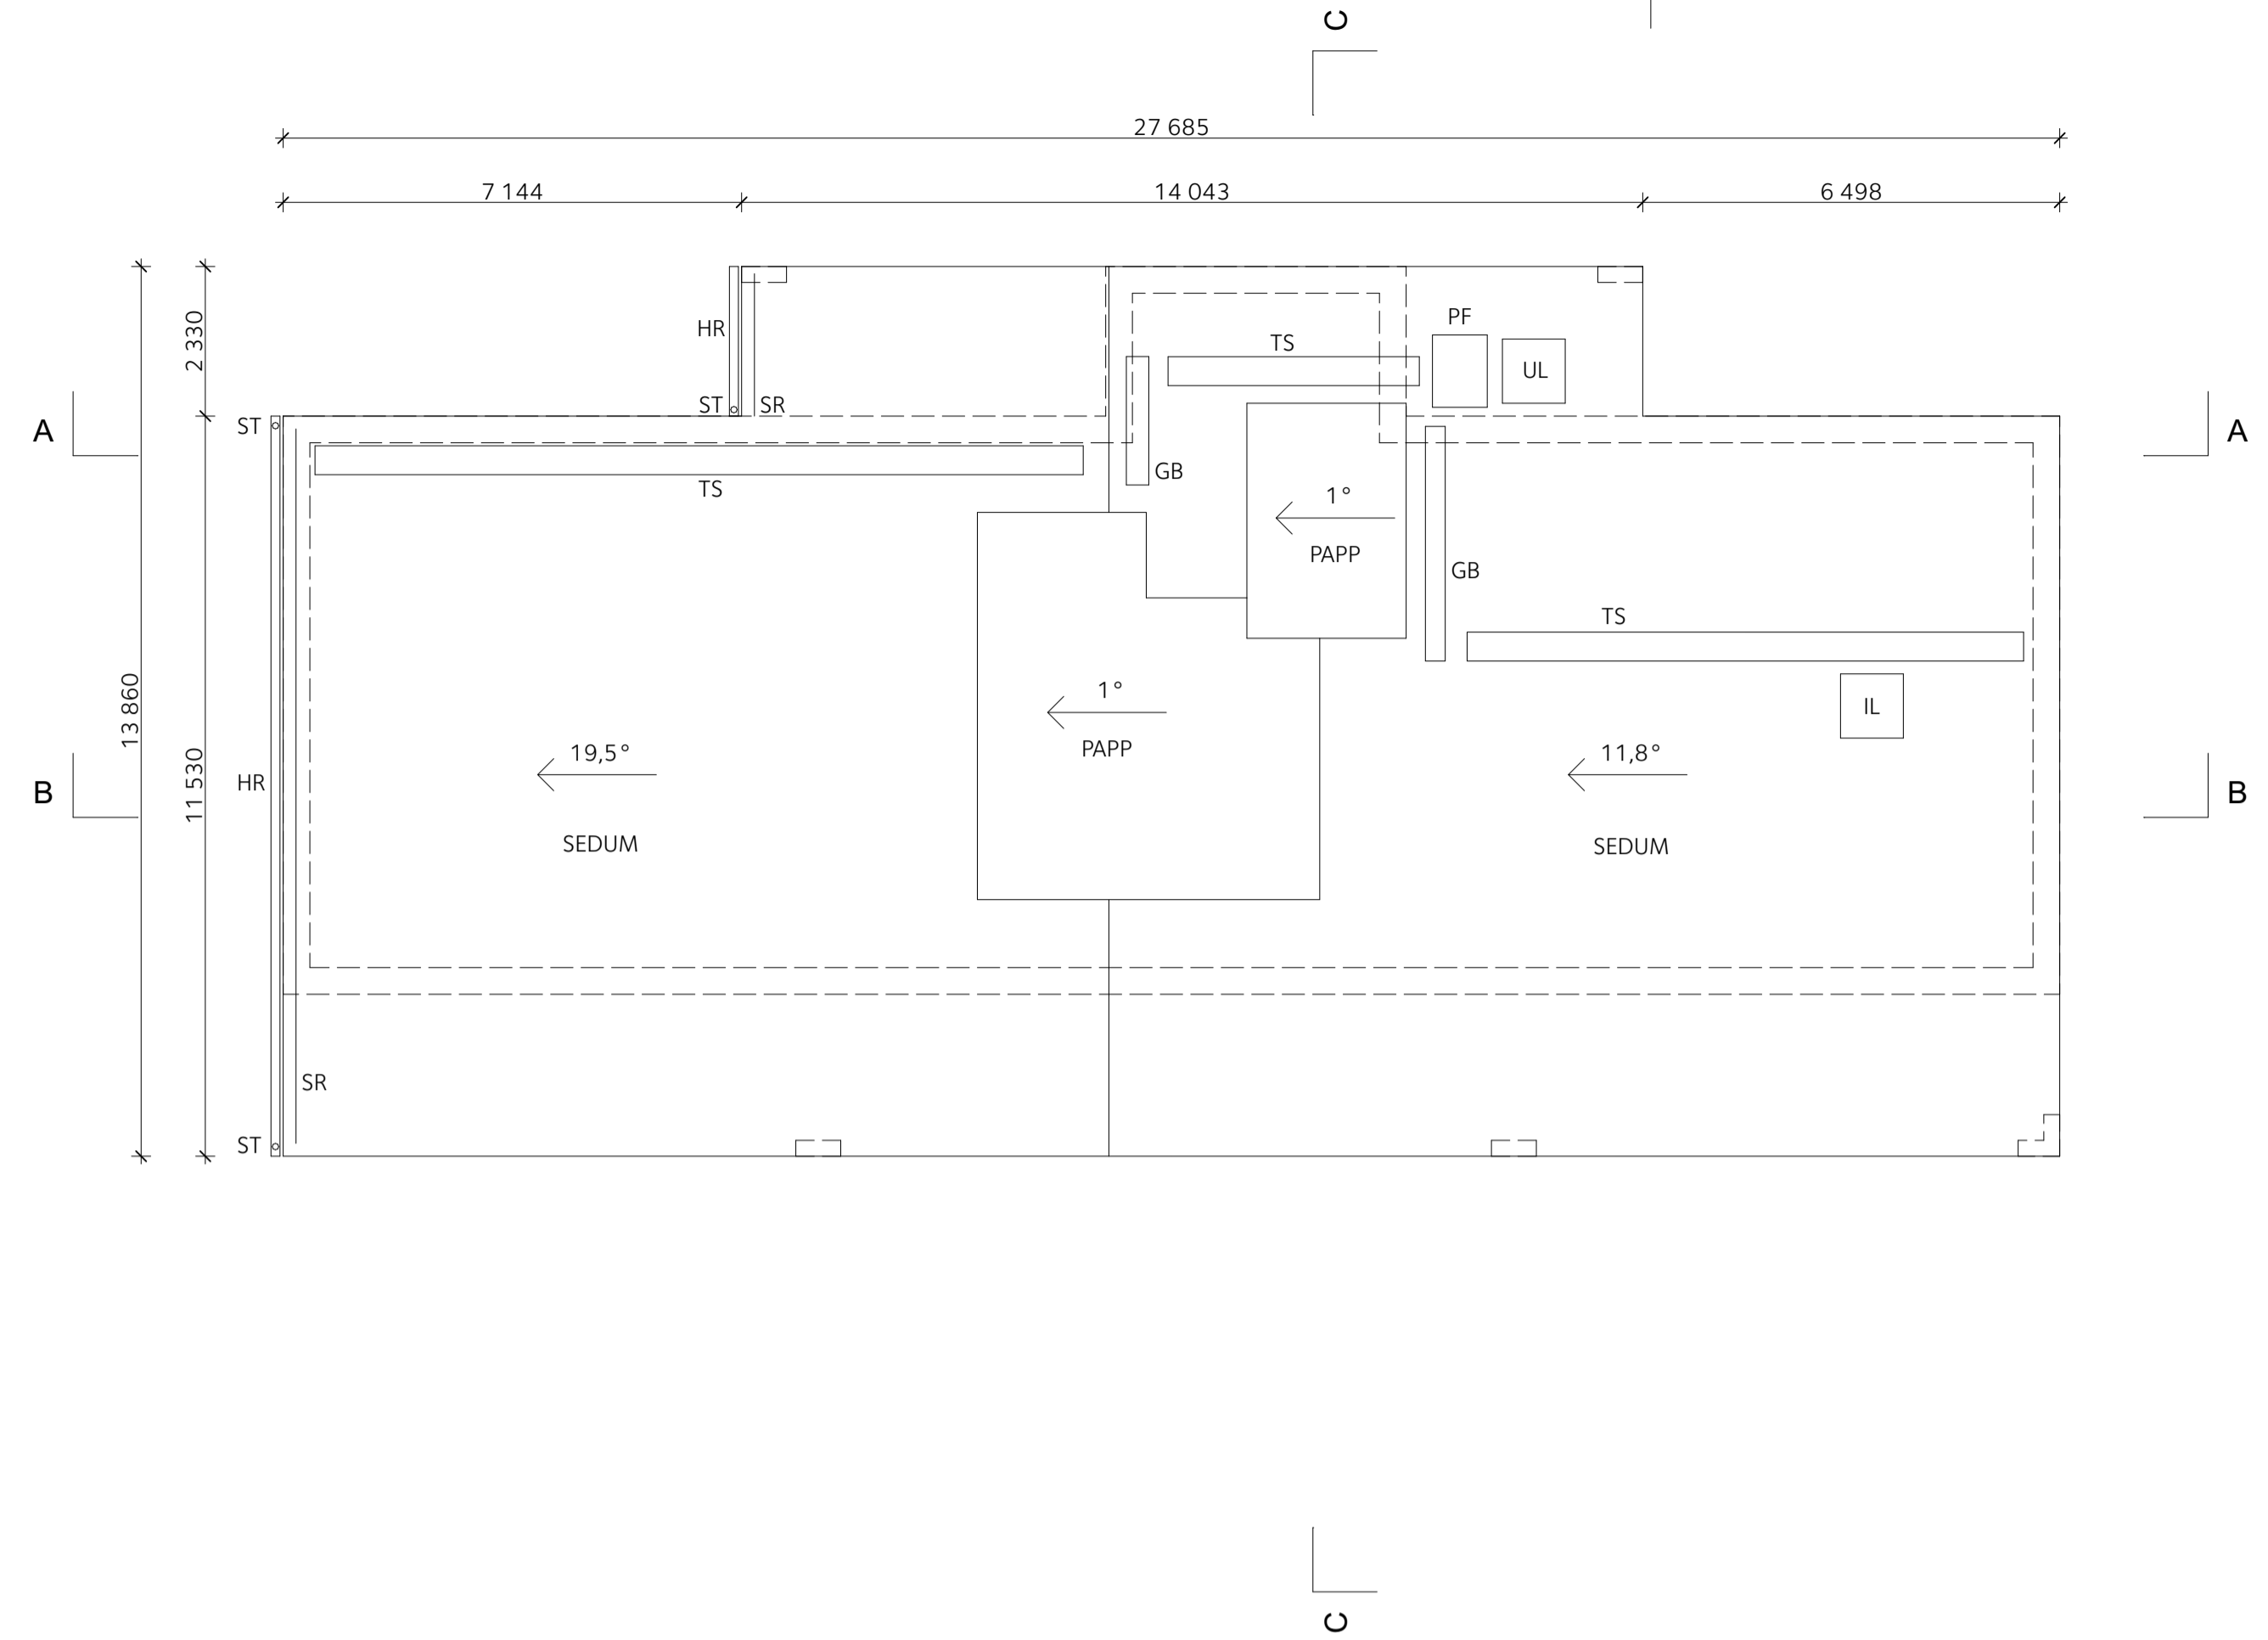 C
27 685
7 144
14 043
6 498
2 330
HR
PF
TS
UL
ST
SR
A
ST
A
TS
GB
1°
PAPP
GB
TS
13 860
1°
IL
11 530
PAPP
19,5°
11,8°
B
HR
B
SEDUM
SEDUM
SR
ST
C